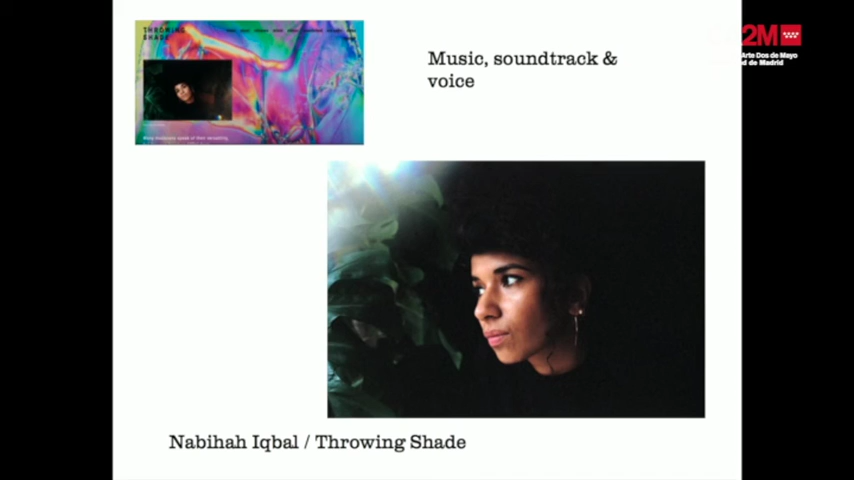 THROWING
SHADE
Music, soundtrack &
voice
2M
Arte Dos de Mayo
d de Madrid
Nabihah Iqbal / Throwing Shade